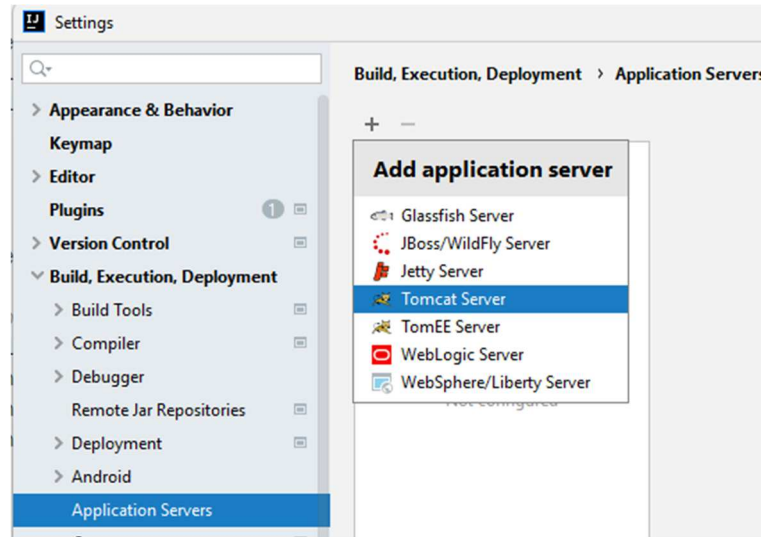 Settings
Build, Execution, Deployment › Application Servers
Appearance & Behavior
Keymap
Editor
Plugins 1
Version Control
Build, Execution, Deployment
Build Tools
Compiler
Debugger
Remote Jar Repositories
Deployment
Android
Application Servers
Add application server
Glassfish Server
JBoss/WildFly Server
Jetty Server
Tomcat Server
TomEE Server
WebLogic Server
WebSphere/Liberty Server
Not configured